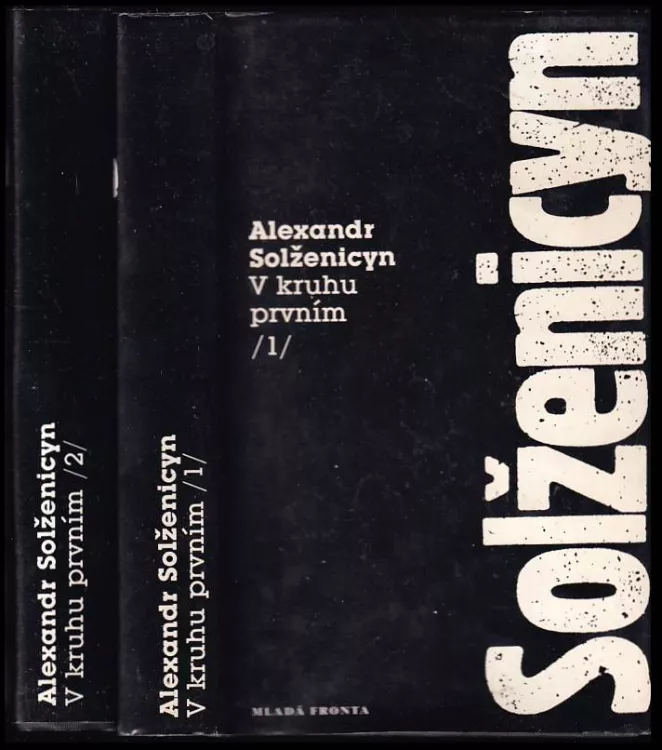 Alexandr Solženicyn
V kruhu prvním /2/
Alexandr Solženicyn
V kruhu prvním /1/
Alexandr
Solženicyn
V kruhu
prvním
/1/
MLADÁ FRONTA
Solženicyn